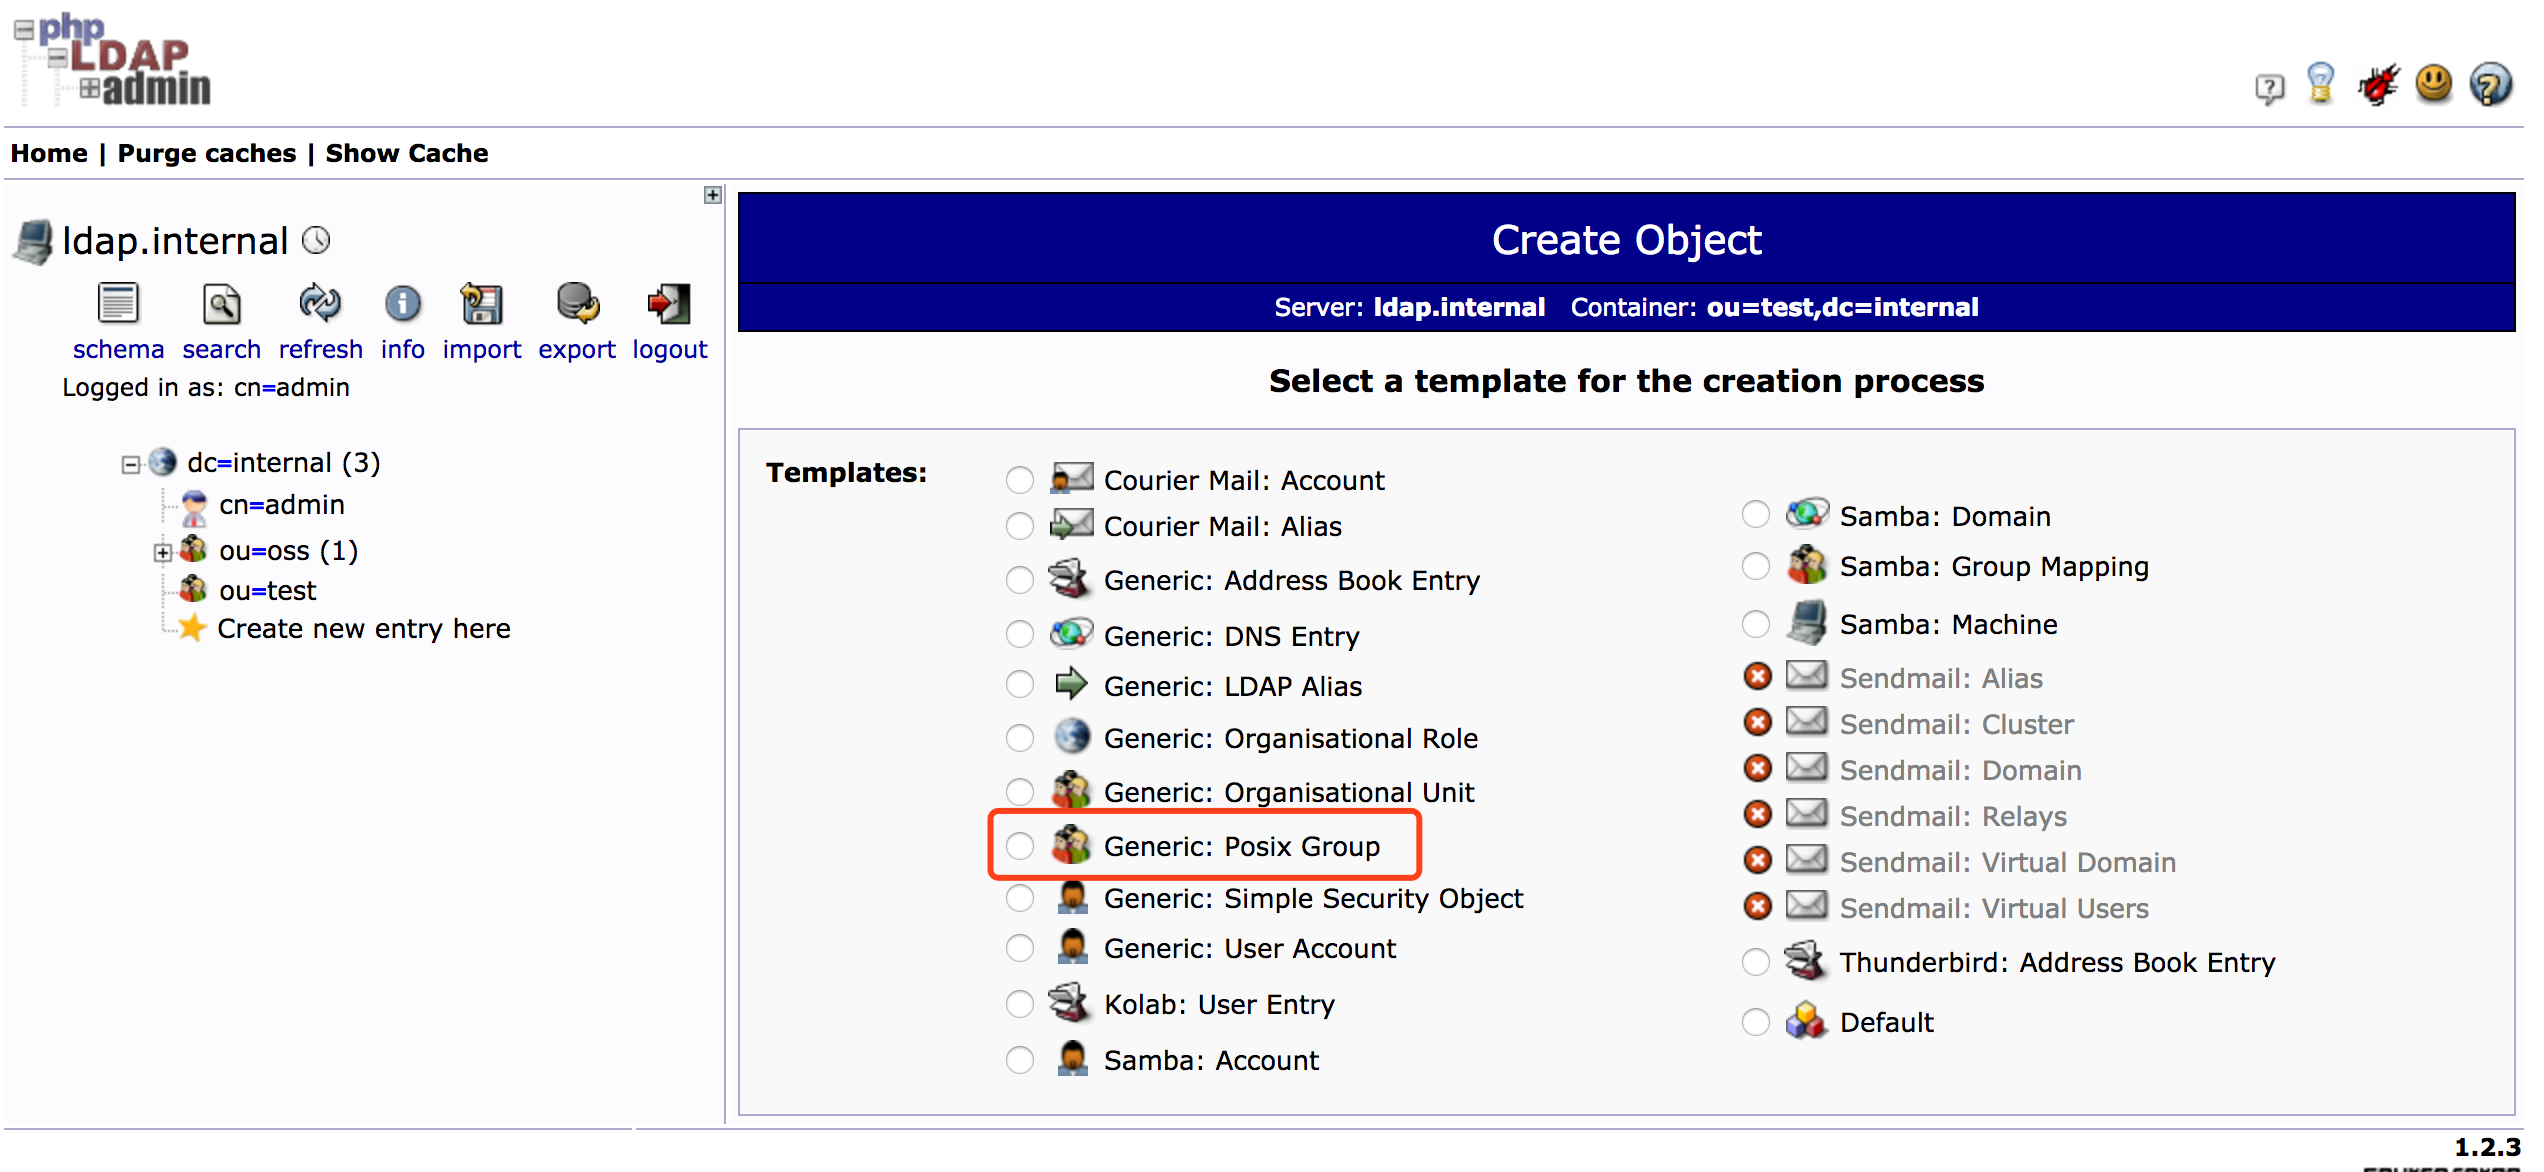 php
LDAP
admin
Home | Purge caches | Show Cache
ldap.internal
schema search refresh info import export logout
Logged in as: cn=admin
dc=internal (3)
cn=admin
ou=oss (1)
ou=test
Create new entry here
Create Object
Server: ldap.internal Container: ou=test,dc=internal
Select a template for the creation process
Templates:
Courier Mail: Account
Courier Mail: Alias
Generic: Address Book Entry
Generic: DNS Entry
Generic: LDAP Alias
Generic: Organisational Role
Generic: Organisational Unit
Generic: Posix Group
Generic: Simple Security Object
Generic: User Account
Kolab: User Entry
Samba: Account
Samba: Domain
Samba: Group Mapping
Samba: Machine
Sendmail: Alias
Sendmail: Cluster
Sendmail: Domain
Sendmail: Relays
Sendmail: Virtual Domain
Sendmail: Virtual Users
Thunderbird: Address Book Entry
Default
1.2.3